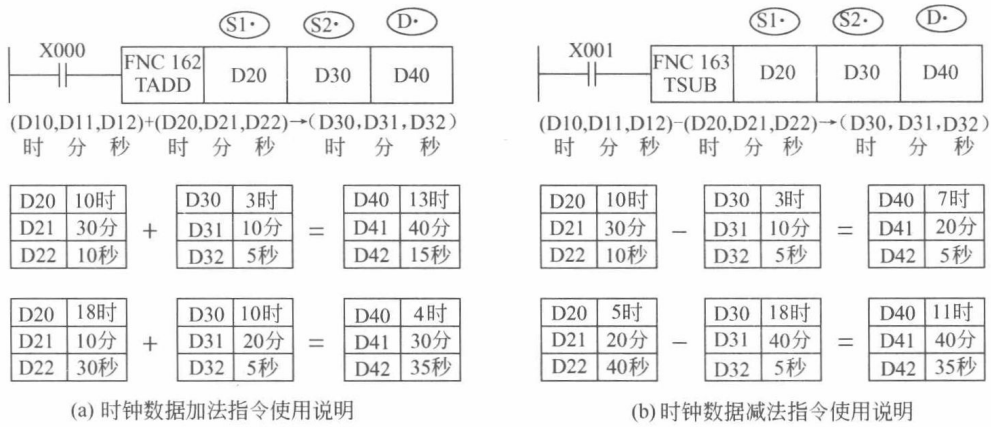 S1· S2· D·
X000
FNC 162
TADD
D20 D30 D40
(D10,D11,D12)+(D20,D21,D22)→(D30,D31,D32)
时 分 秒 时 分 秒 时 分 秒
D20 10时 D30 3时 D40 13时
D21 30分 + D31 10分 = D41 40分
D22 10秒 D32 5秒 D42 15秒
D20 18时 D30 10时 D40 4时
D21 10分 + D31 20分 = D41 30分
D22 30秒 D32 5秒 D42 35秒
(a) 时钟数据加法指令使用说明
S1· S2· D·
X001
FNC 163
TSUB
D20 D30 D40
(D10,D11,D12)−(D20,D21,D22)→(D30,D31,D32)
时 分 秒 时 分 秒 时 分 秒
D20 10时 D30 3时 D40 7时
D21 30分 − D31 10分 = D41 20分
D22 10秒 D32 5秒 D42 5秒
D20 5时 D30 18时 D40 11时
D21 20分 − D31 40分 = D41 40分
D22 40秒 D32 5秒 D42 35秒
(b) 时钟数据减法指令使用说明